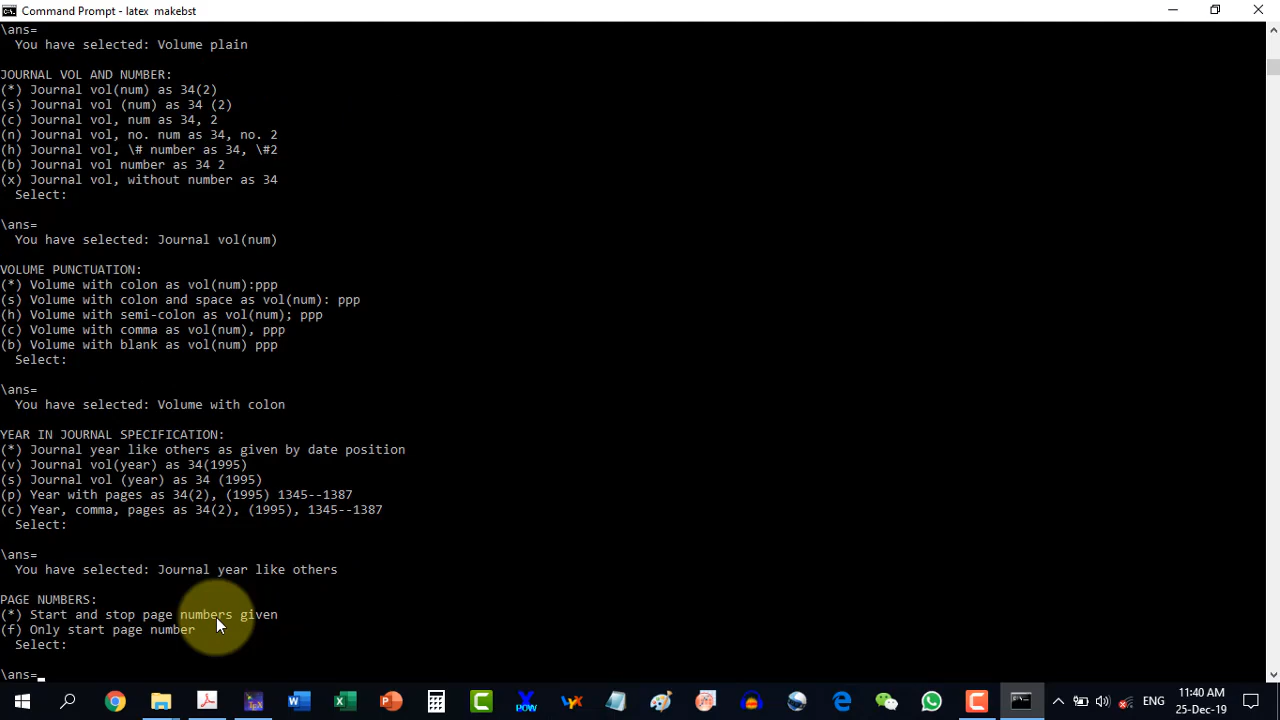 Command Prompt - latex  makebst
\ans=
You have selected: Volume plain
JOURNAL VOL AND NUMBER:
(*) Journal vol(num) as 34(2)
(s) Journal vol (num) as 34 (2)
(c) Journal vol, num as 34, 2
(n) Journal vol, no. num as 34, no. 2
(h) Journal vol, \# number as 34, \#2
(b) Journal vol number as 34 2
(x) Journal vol, without number as 34
Select:
\ans=
You have selected: Journal vol(num)
VOLUME PUNCTUATION:
(*) Volume with colon as vol(num):ppp
(s) Volume with colon and space as vol(num): ppp
(h) Volume with semi-colon as vol(num); ppp
(c) Volume with comma as vol(num), ppp
(b) Volume with blank as vol(num) ppp
Select:
\ans=
You have selected: Volume with colon
YEAR IN JOURNAL SPECIFICATION:
(*) Journal year like others as given by date position
(v) Journal vol(year) as 34(1995)
(s) Journal vol (year) as 34 (1995)
(p) Year with pages as 34(2), (1995) 1345--1387
(c) Year, comma, pages as 34(2), (1995), 1345--1387
Select:
\ans=
You have selected: Journal year like others
PAGE NUMBERS:
(*) Start and stop page numbers given
(f) Only start page number
Select:
\ans=
ENG
11:40 AM
25-Dec-19